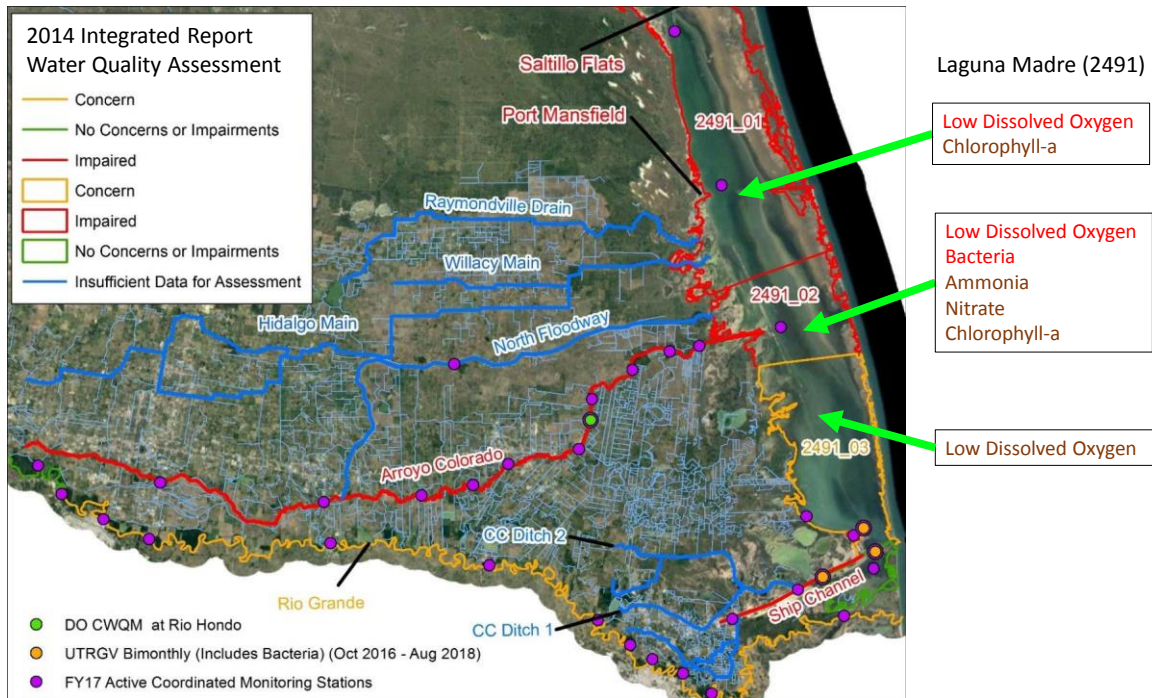 2014 Integrated Report
Water Quality Assessment
Concern
No Concerns or Impairments
Impaired
Concern
Impaired
No Concerns or Impairments
Insufficient Data for Assessment
Saltillo Flats
Port Mansfield
2491_01
Raymondville Drain
Willacy Main
2491_02
Hidalgo Main
North Floodway
2491_03
Arroyo Colorado
CC Ditch 2
Rio Grande
Ship Channel
CC Ditch 1
DO CWQM at Rio Hondo
UTRGV Bimonthly (Includes Bacteria) (Oct 2016 - Aug 2018)
FY17 Active Coordinated Monitoring Stations
Laguna Madre (2491)
Low Dissolved Oxygen
Chlorophyll-a
Low Dissolved Oxygen
Bacteria
Ammonia
Nitrate
Chlorophyll-a
Low Dissolved Oxygen